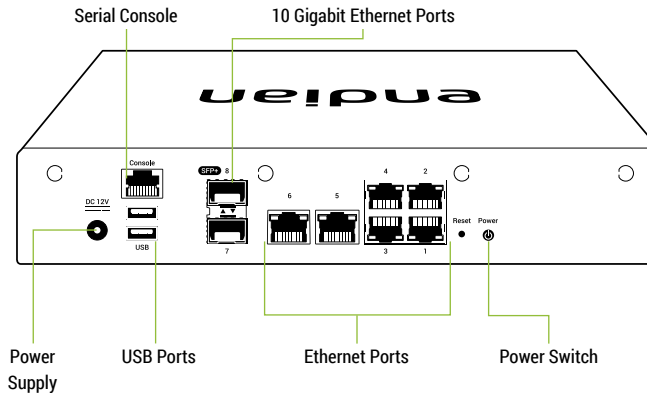 Serial Console
10 Gigabit Ethernet Ports
endian
Console
SFP+ 8
4
2
6
5
DC 12V
Reset
Power
USB
7
3
1
Power
Supply
USB Ports
Ethernet Ports
Power Switch